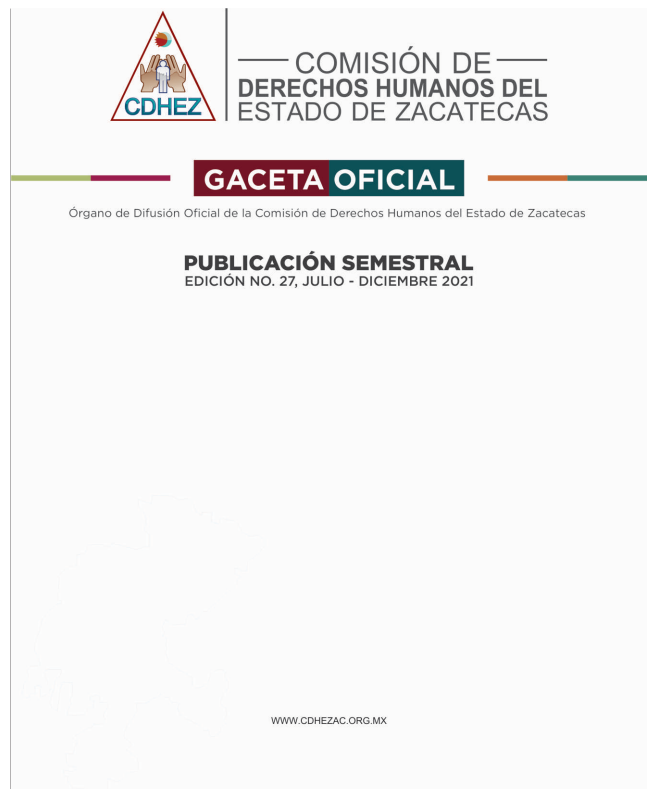 CDHEZ
COMISIÓN DE
DERECHOS HUMANOS DEL
ESTADO DE ZACATECAS
GACETA OFICIAL
Órgano de Difusión Oficial de la Comisión de Derechos Humanos del Estado de Zacatecas
PUBLICACIÓN SEMESTRAL
EDICIÓN NO. 27, JULIO - DICIEMBRE 2021
WWW.CDHEZAC.ORG.MX